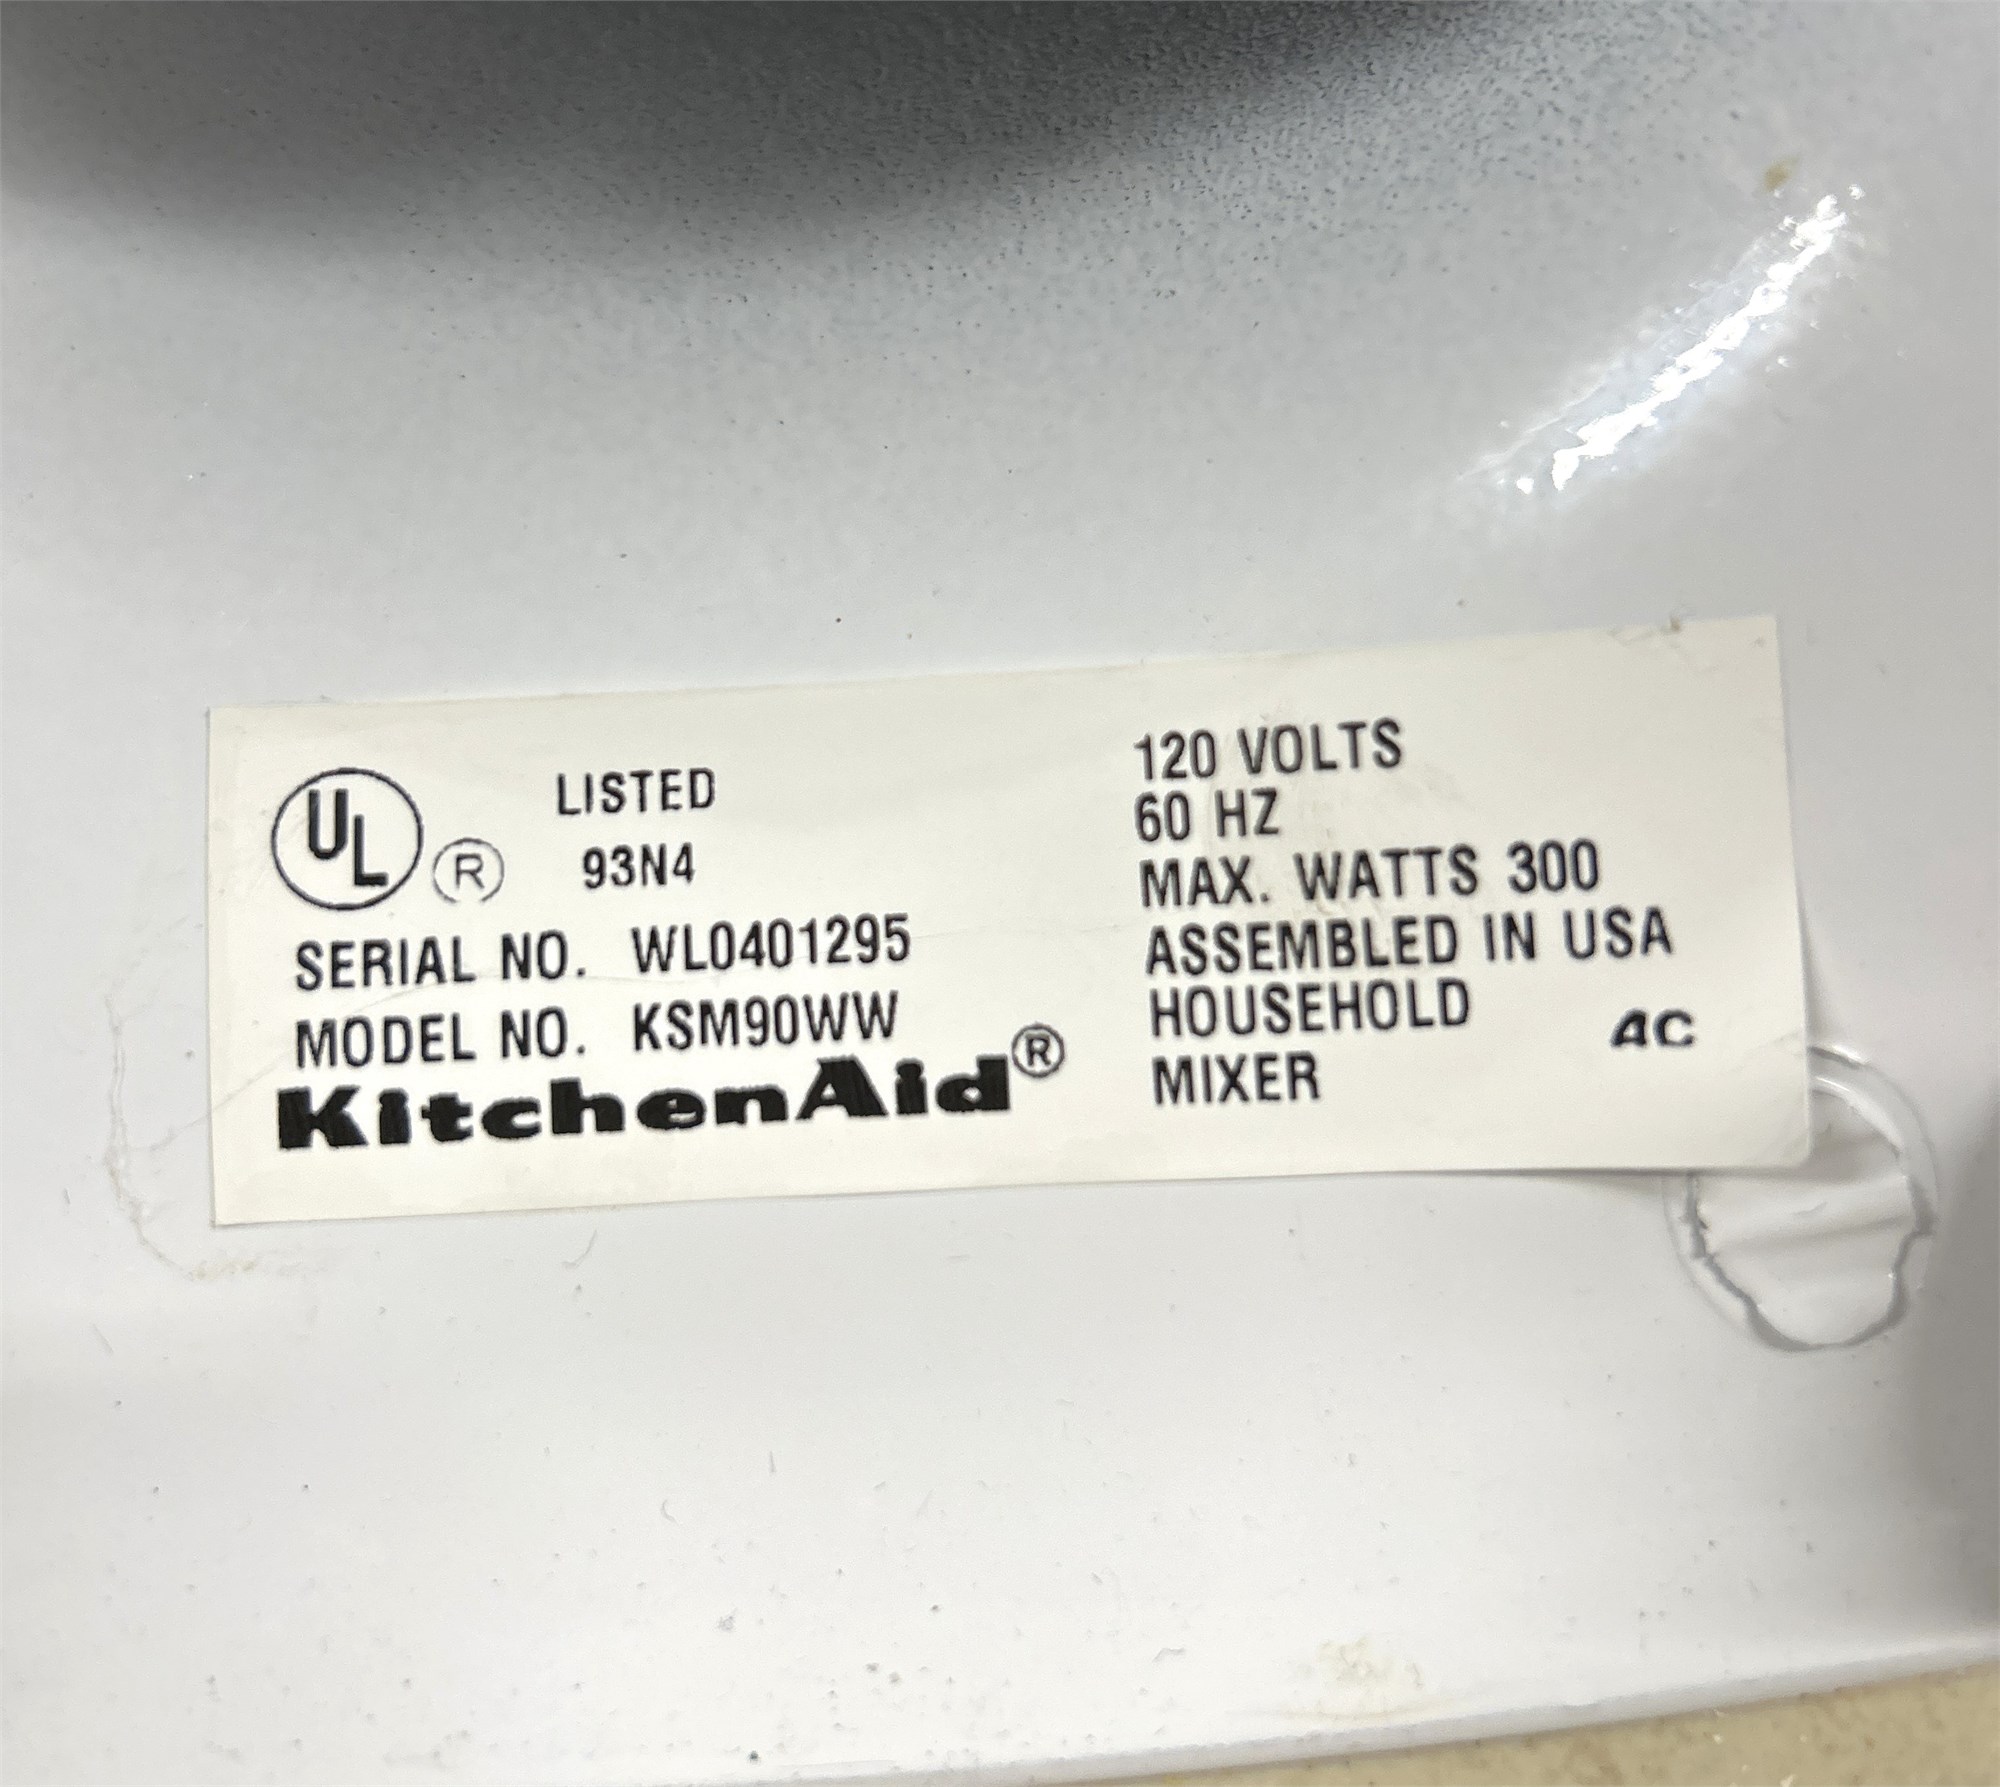 UL ® LISTED
93N4
SERIAL NO. WL0401295
MODEL NO. KSM90WW
KitchenAid®
120 VOLTS
60 HZ
MAX. WATTS 300
ASSEMBLED IN USA
HOUSEHOLD 4C
MIXER